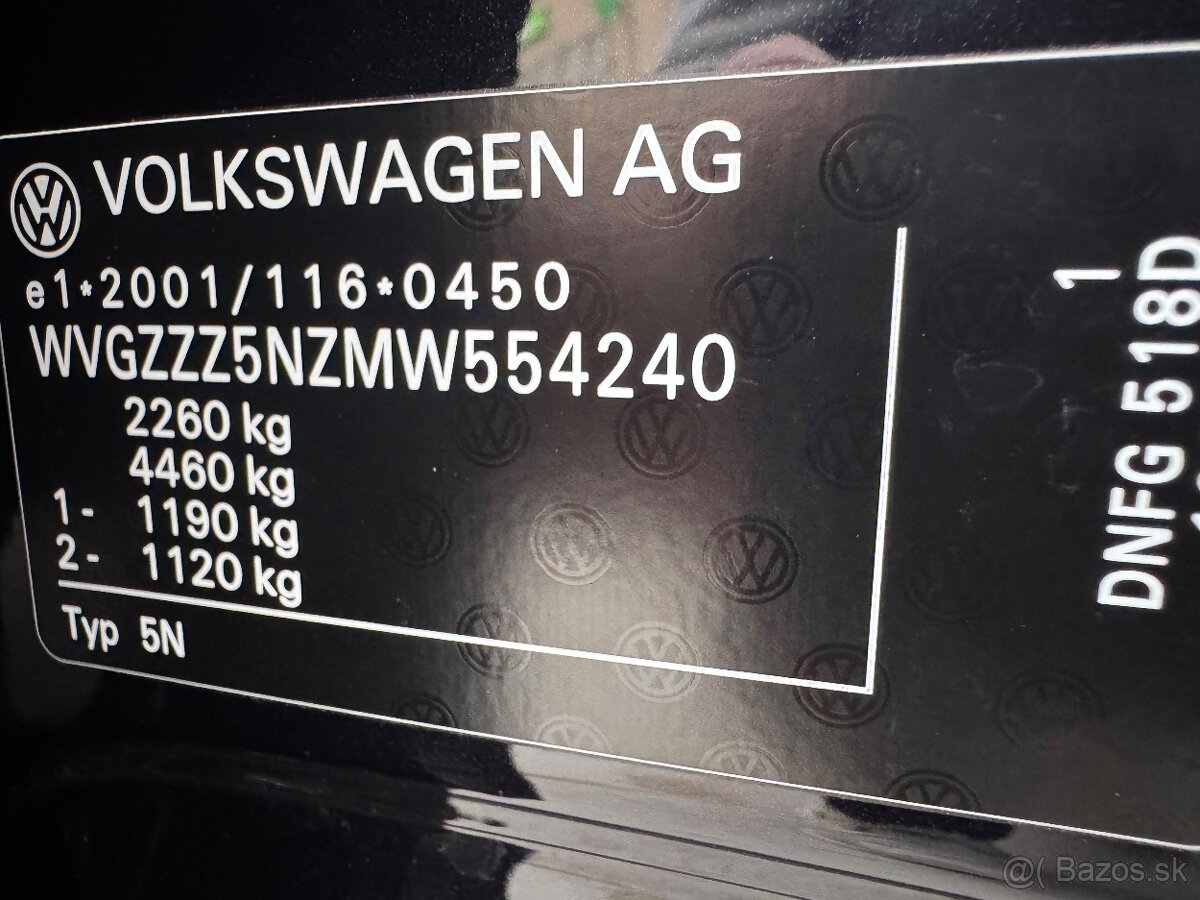 VOLKSWAGEN AG
e1*2001/116*0450
WVGZZZ5NZMW554240
2260 kg
4460 kg
1- 1190 kg
2- 1120 kg
Typ 5N
1
DNFG 518D
@( Bazos.sk